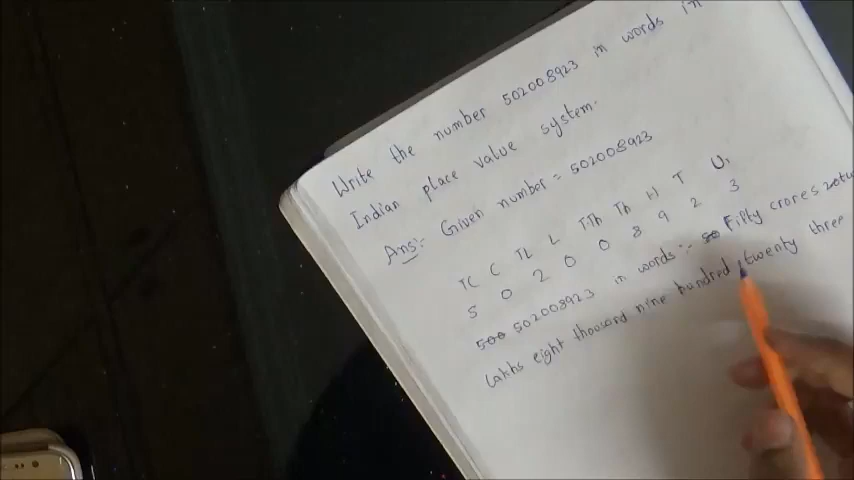 Write the number 502008923 in words in
Indian place value system.
Ans:- Given number = 502008923
TC C TL L TTh Th H T U,
5 0 2 0 0 8 9 2 3
502008923 in words :- Fifty crores
Lakhs eight thousand nine hundred twenty three